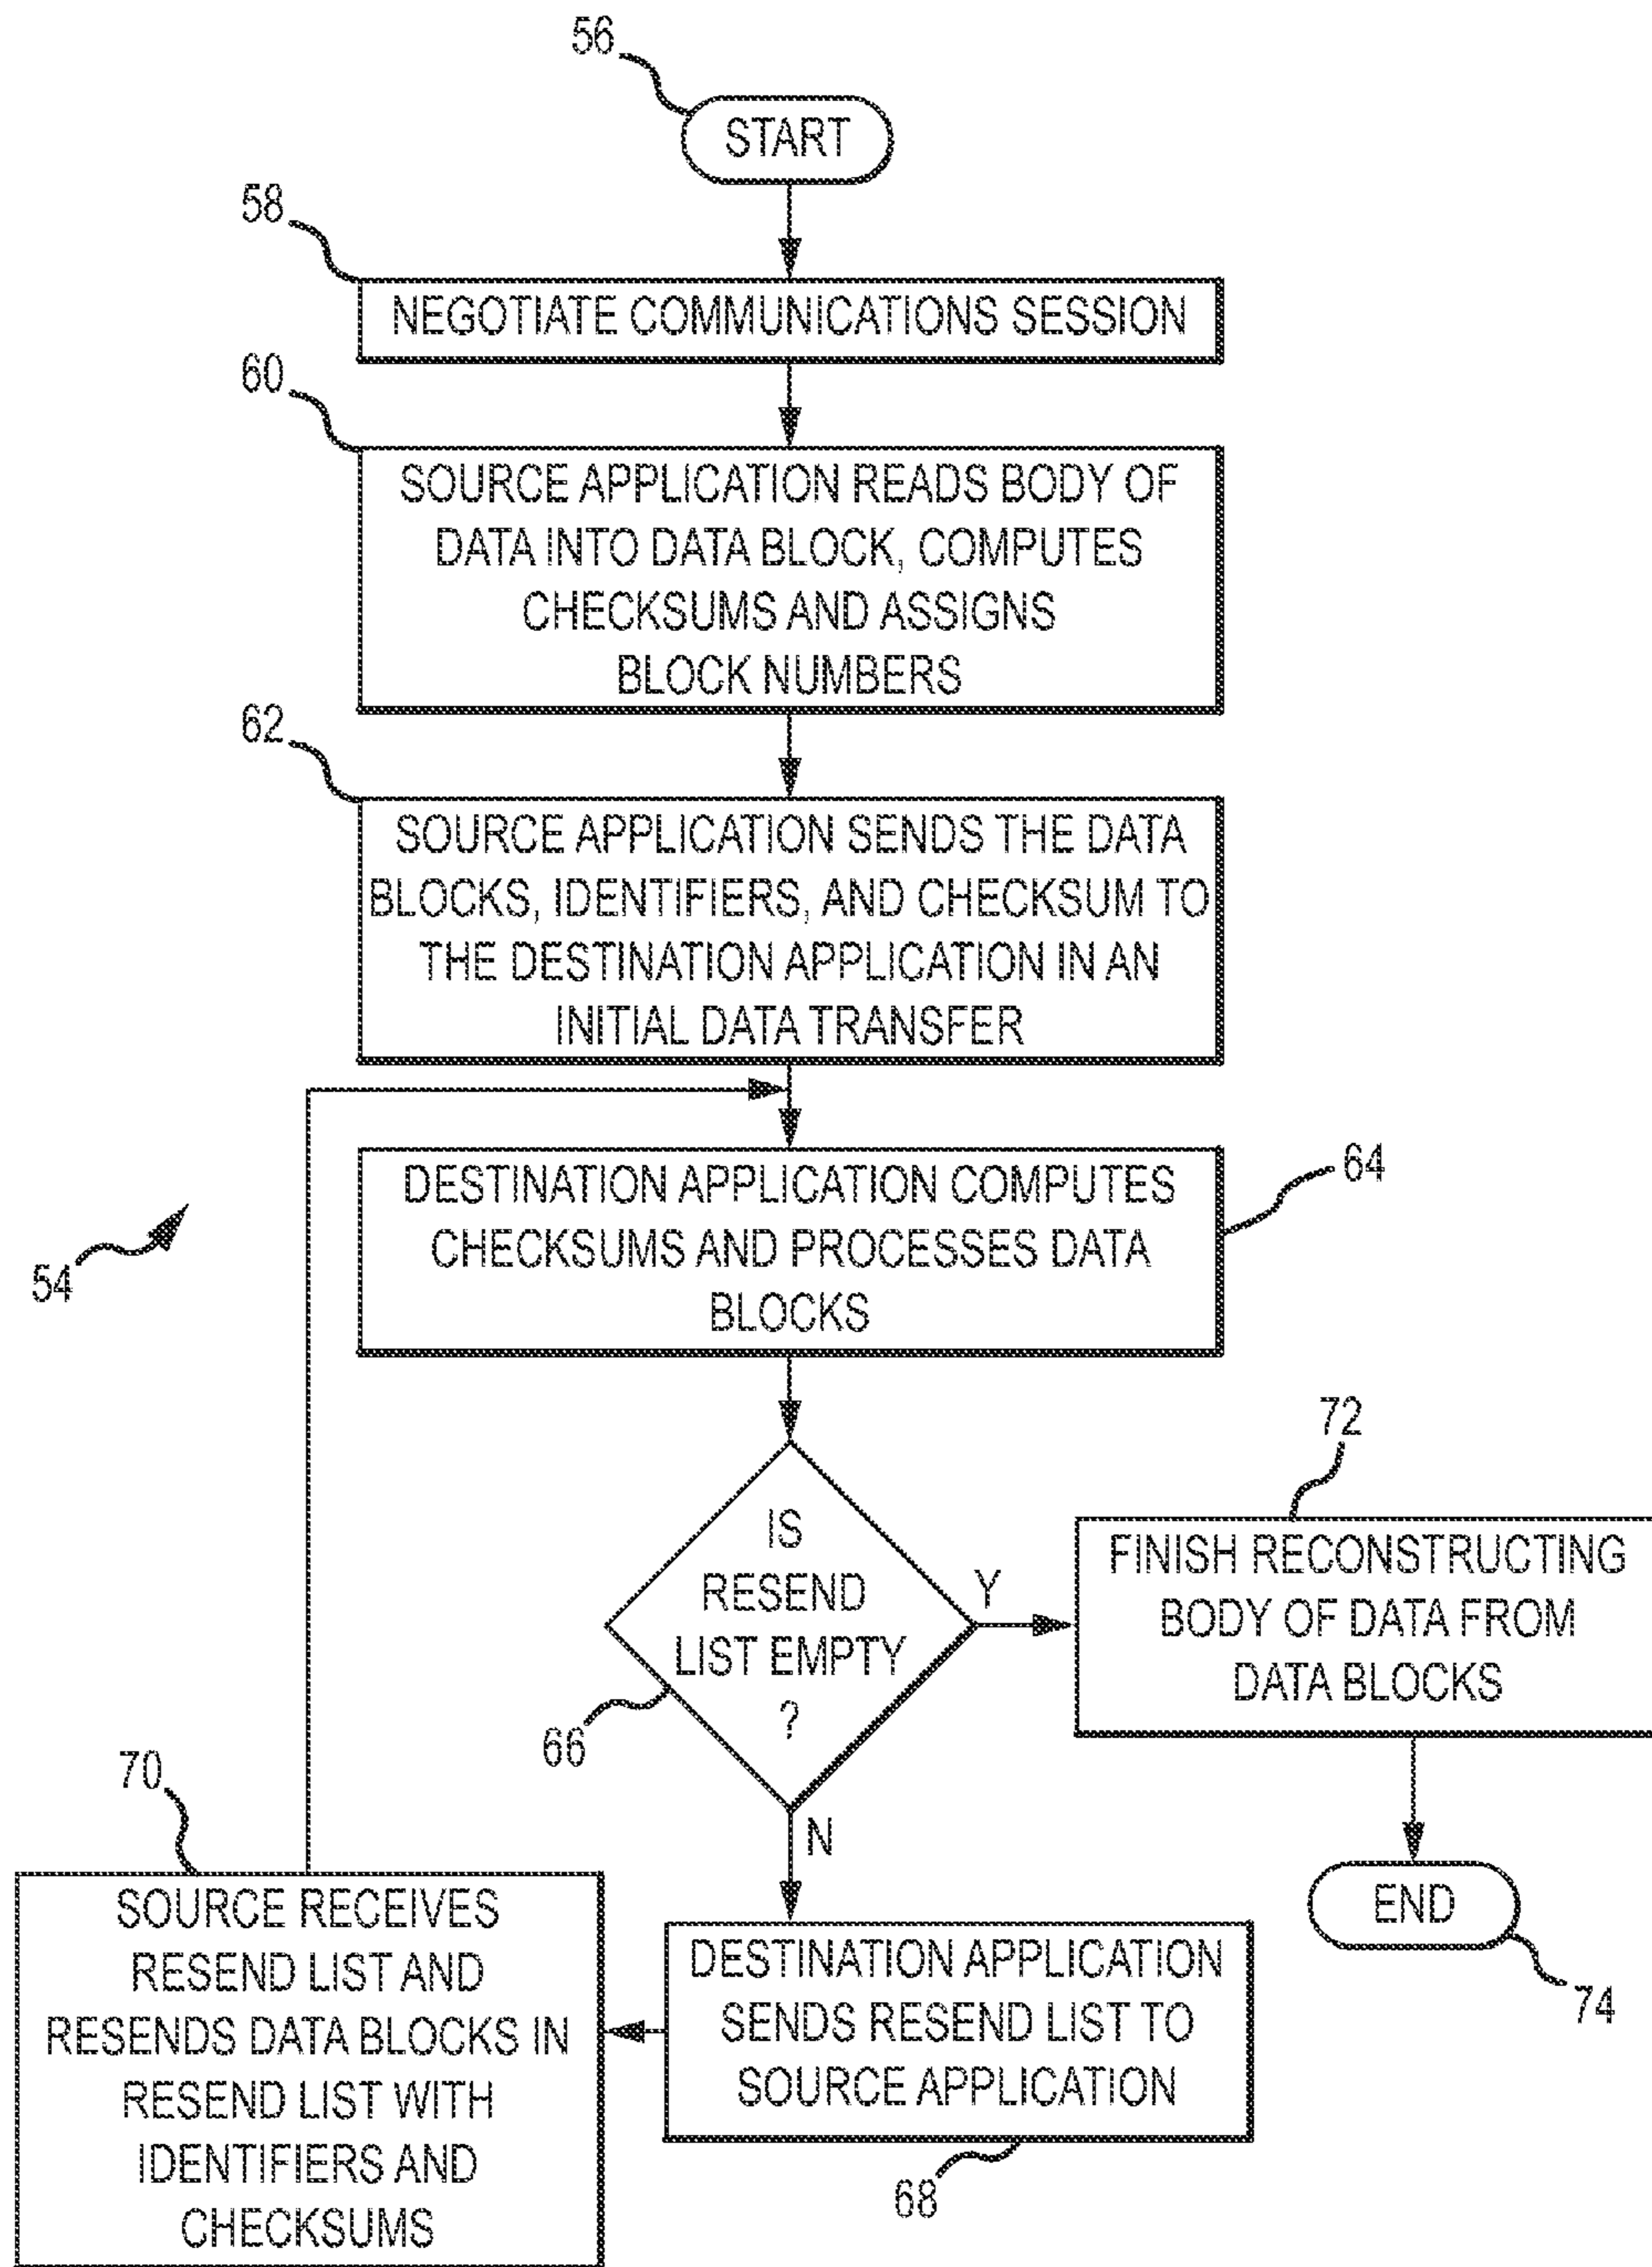 56
START
58
NEGOTIATE COMMUNICATIONS SESSION
60
SOURCE APPLICATION READS BODY OF
DATA INTO DATA BLOCK, COMPUTES
CHECKSUMS AND ASSIGNS
BLOCK NUMBERS
62
SOURCE APPLICATION SENDS THE DATA
BLOCKS, IDENTIFIERS, AND CHECKSUM TO
THE DESTINATION APPLICATION IN AN
INITIAL DATA TRANSFER
DESTINATION APPLICATION COMPUTES
CHECKSUMS AND PROCESSES DATA
BLOCKS
64
54
IS
RESEND
LIST EMPTY
?
66
Y
N
72
FINISH RECONSTRUCTING
BODY OF DATA FROM
DATA BLOCKS
END
74
DESTINATION APPLICATION
SENDS RESEND LIST TO
SOURCE APPLICATION
68
70
SOURCE RECEIVES
RESEND LIST AND
RESENDS DATA BLOCKS IN
RESEND LIST WITH
IDENTIFIERS AND
CHECKSUMS